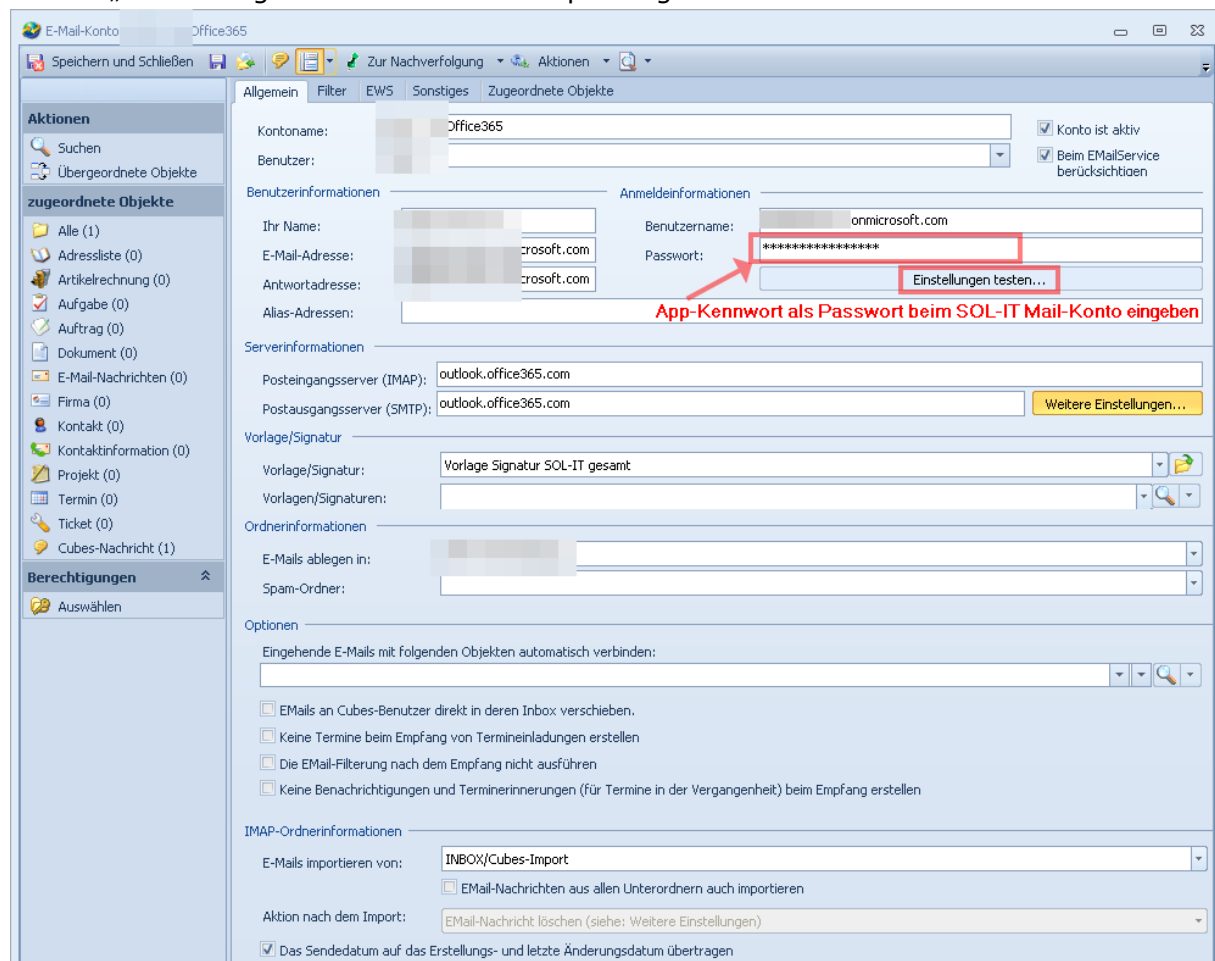 E-Mail-Konto Office365
Speichern und Schließen Zur Nachverfolgung Aktionen
Allgemein Filter EWS Sonstiges Zugeordnete Objekte
Aktionen
Suchen
Übergeordnete Objekte
zugeordnete Objekte
Alle (1)
Adressliste (0)
Artikelrechnung (0)
Aufgabe (0)
Auftrag (0)
Dokument (0)
E-Mail-Nachrichten (0)
Firma (0)
Kontakt (0)
Kontaktinformation (0)
Projekt (0)
Termin (0)
Ticket (0)
Cubes-Nachricht (1)
Berechtigungen
Auswählen
Kontoname: Office365
Konto ist aktiv
Benutzer:
Beim EMailService
berücksichtigen
Benutzerinformationen
Anmeldeinformationen
Ihr Name:
Benutzername: onmicrosoft.com
E-Mail-Adresse: crosoft.com
Passwort: ****************
Antwortadresse: crosoft.com
Einstellungen testen...
Alias-Adressen:
App-Kennwort als Passwort beim SOL-IT Mail-Konto eingeben
Serverinformationen
Posteingangsserver (IMAP): outlook.office365.com
Postausgangsserver (SMTP): outlook.office365.com Weitere Einstellungen...
Vorlage/Signatur
Vorlage/Signatur: Vorlage Signatur SOL-IT gesamt
Vorlagen/Signaturen:
Ordnerinformationen
E-Mails ablegen in:
Spam-Ordner:
Optionen
Eingehende E-Mails mit folgenden Objekten automatisch verbinden:
EMails an Cubes-Benutzer direkt in deren Inbox verschieben.
Keine Termine beim Empfang von Termineinladungen erstellen
Die EMail-Filterung nach dem Empfang nicht ausführen
Keine Benachrichtigungen und Terminerinnerungen (für Termine in der Vergangenheit) beim Empfang erstellen
IMAP-Ordnerinformationen
E-Mails importieren von: INBOX/Cubes-Import
EMail-Nachrichten aus allen Unterordnern auch importieren
Aktion nach dem Import: EMail-Nachricht löschen (siehe: Weitere Einstellungen)
Das Sendedatum auf das Erstellungs- und letzte Änderungsdatum übertragen